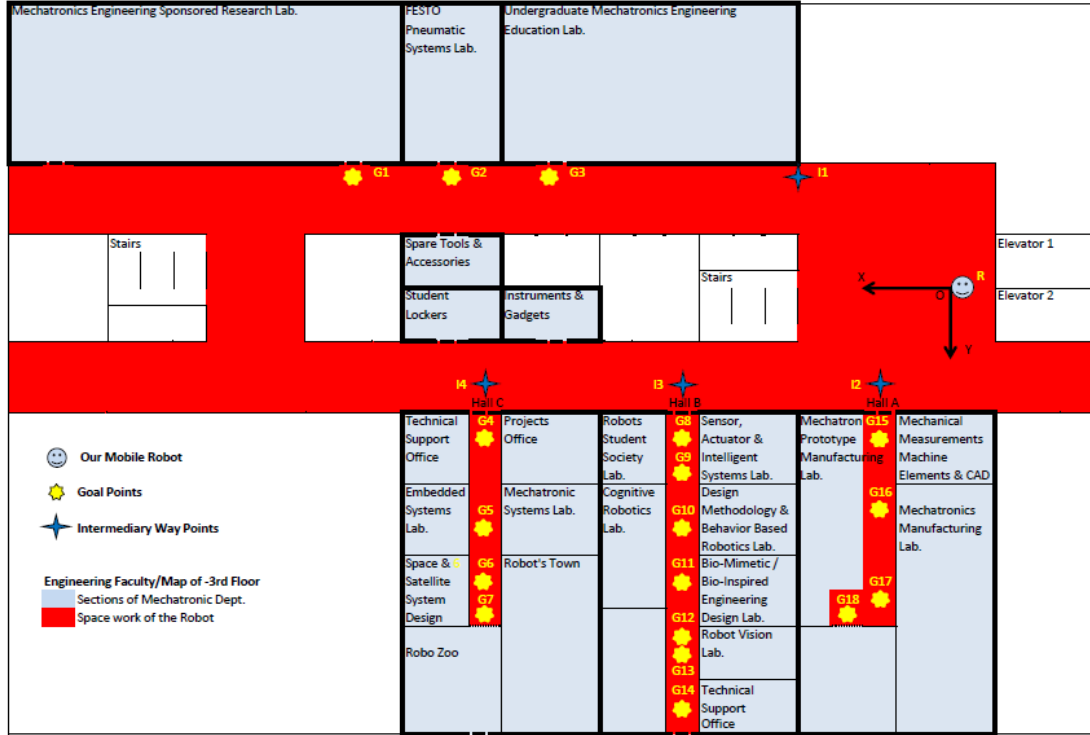 Mechatronics Engineering Sponsored Research Lab.
FESTO
Pneumatic
Systems Lab.
Undergraduate Mechatronics Engineering
Education Lab.
G1
G2
G3
I1
Stairs
Spare Tools &
Accessories
Student
Lockers
Instruments &
Gadgets
Stairs
Elevator 1
Elevator 2
R
X
O
Y
I4
Hall C
I3
Hall B
I2
Hall A
Technical
Support
Office
G4
Projects
Office
Embedded
Systems
Lab.
G5
Mechatronic
Systems Lab.
Space &
Satellite
System
Design
G6
G7
Robot's Town
Robo Zoo
Robots
Student
Society
Lab.
Cognitive
Robotics
Lab.
G8
G9
G10
G11
G12
G13
G14
Sensor,
Actuator &
Intelligent
Systems Lab.
Design
Methodology &
Behavior Based
Robotics Lab.
Bio-Mimetic /
Bio-Inspired
Engineering
Design Lab.
Robot Vision
Lab.
Technical
Support
Office
Mechatron
Prototype
Manufacturing
Lab.
G15
G16
G17
G18
Mechanical
Measurements
Machine
Elements & CAD
Mechatronics
Manufacturing
Lab.
Our Mobile Robot
Goal Points
Intermediary Way Points
Engineering Faculty/Map of -3rd Floor
Sections of Mechatronic Dept.
Space work of the Robot